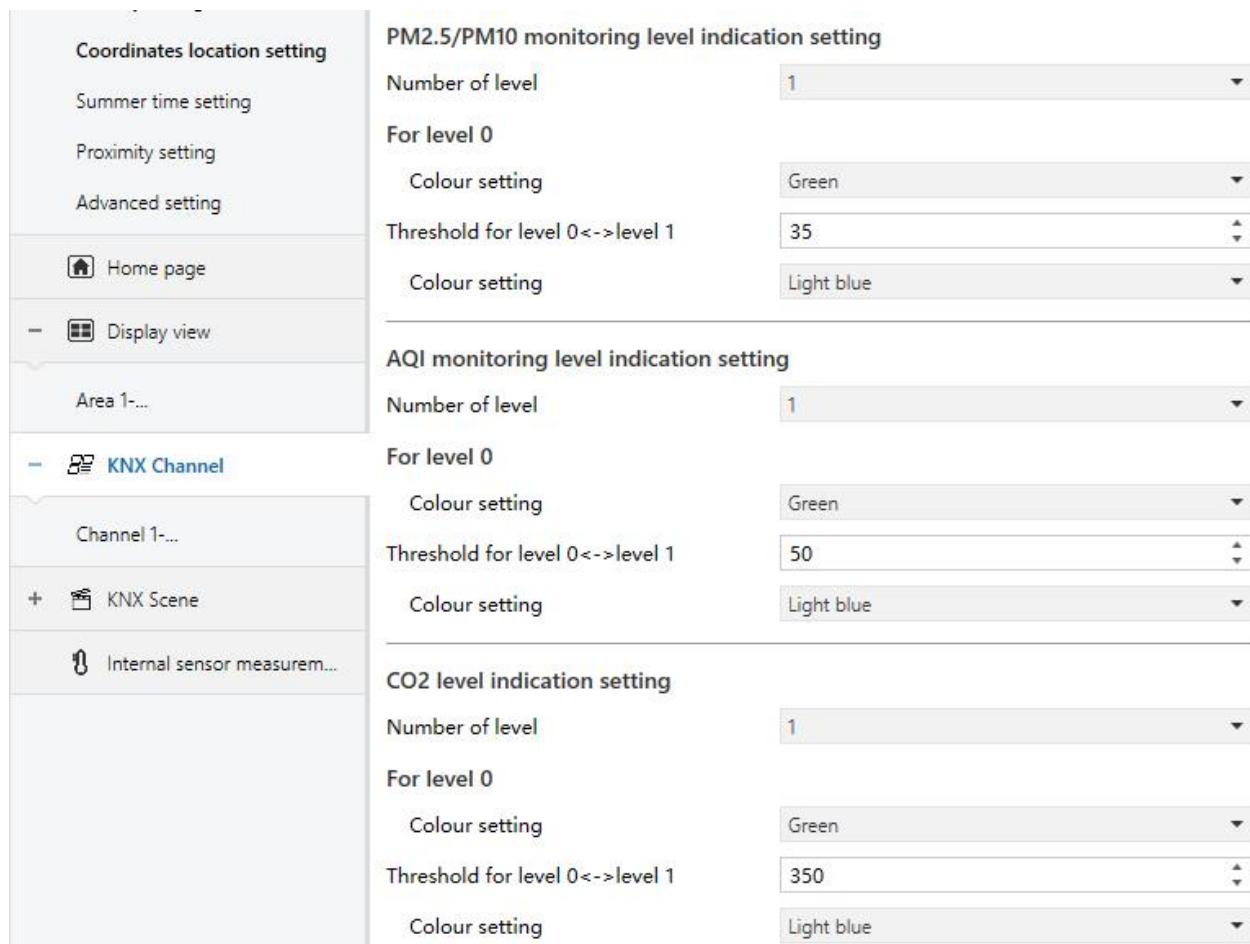 Coordinates location setting
Summer time setting
Proximity setting
Advanced setting
Home page
Display view
Area 1-...
KNX Channel
Channel 1-...
KNX Scene
Internal sensor measurem...
PM2.5/PM10 monitoring level indication setting
Number of level 1
For level 0
Colour setting Green
Threshold for level 0<->level 1 35
Colour setting Light blue
AQI monitoring level indication setting
Number of level 1
For level 0
Colour setting Green
Threshold for level 0<->level 1 50
Colour setting Light blue
CO2 level indication setting
Number of level 1
For level 0
Colour setting Green
Threshold for level 0<->level 1 350
Colour setting Light blue